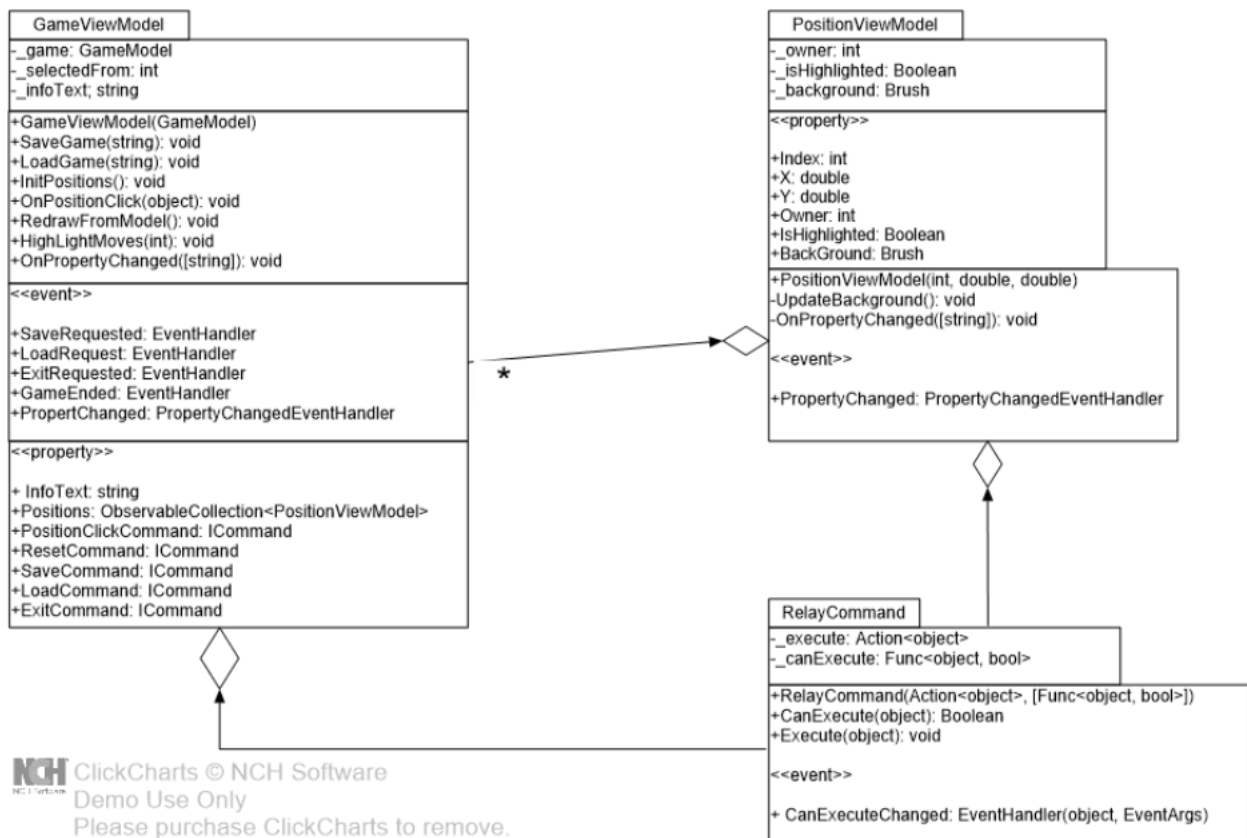 GameViewModel
-_game: GameModel
-_selectedFrom: int
-_infoText; string
+GameViewModel(GameModel)
+SaveGame(string): void
+LoadGame(string): void
+InitPositions(): void
+OnPositionClick(object): void
+RedrawFromModel(): void
+HighLightMoves(int): void
+OnPropertyChanged([string]): void
<<event>>
+SaveRequested: EventHandler
+LoadRequest: EventHandler
+ExitRequested: EventHandler
+GameEnded: EventHandler
+PropertChanged: PropertyChangedEventHandler
<<property>>
+ InfoText: string
+Positions: ObservableCollection<PositionViewModel>
+PositionClickCommand: ICommand
+ResetCommand: ICommand
+SaveCommand: ICommand
+LoadCommand: ICommand
+ExitCommand: ICommand
*
PositionViewModel
-_owner: int
-_isHighlighted: Boolean
-_background: Brush
<<property>>
+Index: int
+X: double
+Y: double
+Owner: int
+IsHighlighted: Boolean
+BackGround: Brush
+PositionViewModel(int, double, double)
-UpdateBackground(): void
-OnPropertyChanged([string]): void
<<event>>
+PropertyChanged: PropertyChangedEventHandler
RelayCommand
-_execute: Action<object>
-_canExecute: Func<object, bool>
+RelayCommand(Action<object>, [Func<object, bool>])
+CanExecute(object): Boolean
+Execute(object): void
<<event>>
+ CanExecuteChanged: EventHandler(object, EventArgs)
NCH
NCH Software
ClickCharts © NCH Software
Demo Use Only
Please purchase ClickCharts to remove.